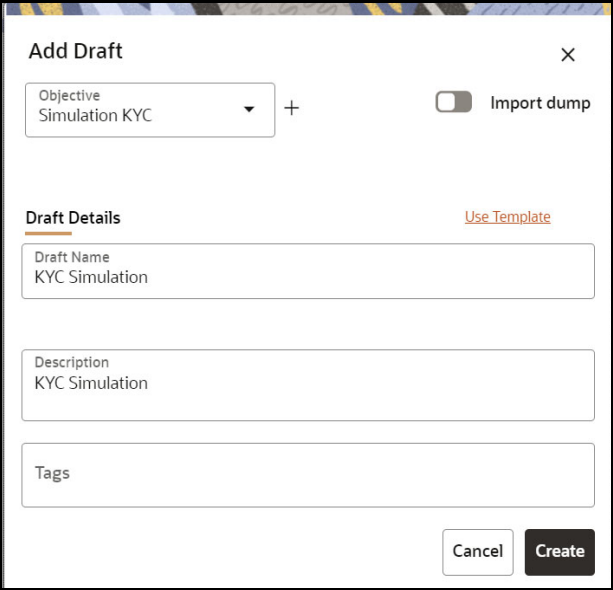 Add Draft
Objective
Simulation KYC
Import dump
Draft Details
Use Template
Draft Name
KYC Simulation
Description
KYC Simulation
Tags
Cancel
Create